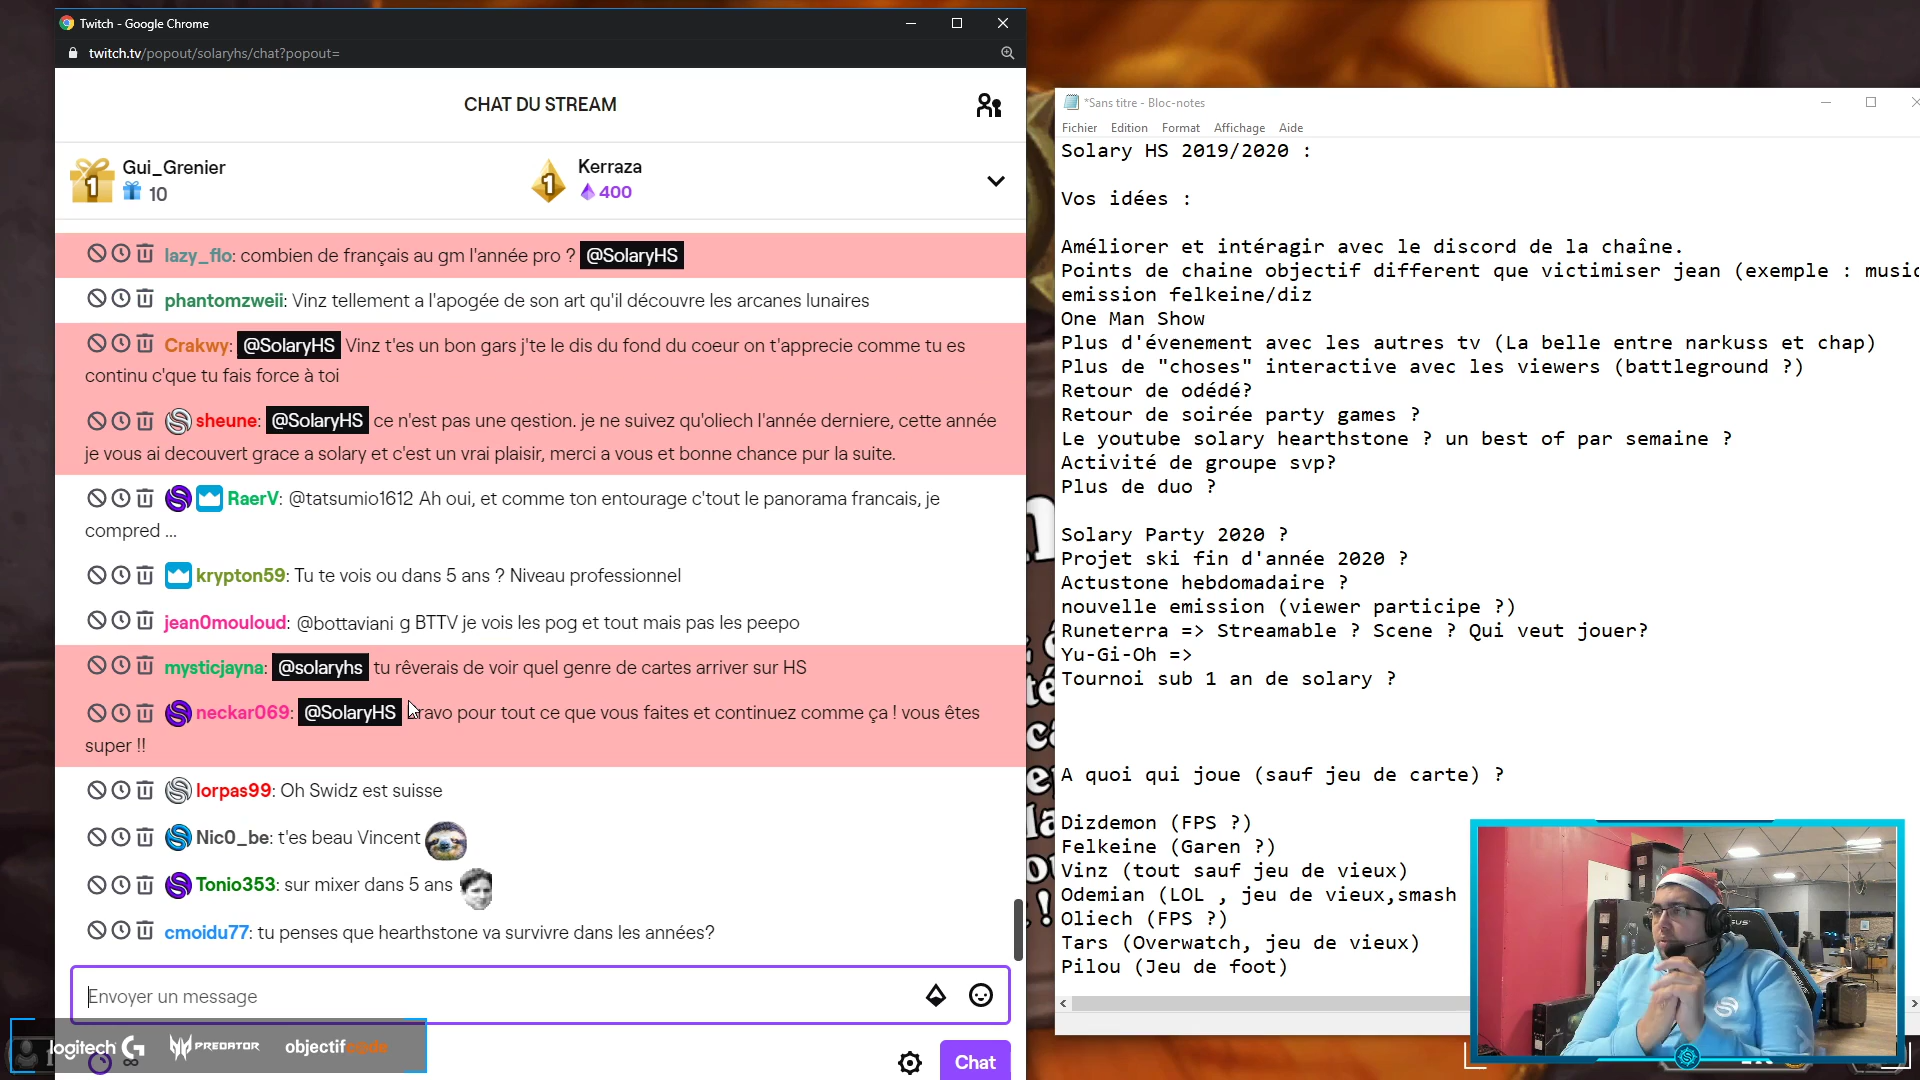 Twitch - Google Chrome
twitch.tv/popout/solaryhs/chat?popout=
CHAT DU STREAM
1 Gui_Grenier
10
1 Kerraza
400
lazy_flo: combien de français au gm l'année pro ? @SolaryHS
phantomzweii: Vinz tellement a l'apogée de son art qu'il découvre les arcanes lunaires
Crakwy: @SolaryHS Vinz t'es un bon gars j'te le dis du fond du coeur on t'apprecie comme tu es
continu c'que tu fais force à toi
sheune: @SolaryHS ce n'est pas une qestion. je ne suivez qu'oliech l'année derniere, cette année
je vous ai decouvert grace a solary et c'est un vrai plaisir, merci a vous et bonne chance pur la suite.
RaerV: @tatsumio1612 Ah oui, et comme ton entourage c'tout le panorama francais, je
compred ...
krypton59: Tu te vois ou dans 5 ans ? Niveau professionnel
jean0mouloud: @bottaviani g BTTV je vois les pog et tout mais pas les peepo
mysticjayna: @solaryhs tu rêverais de voir quel genre de cartes arriver sur HS
neckar069: @SolaryHS bravo pour tout ce que vous faites et continuez comme ça ! vous êtes
super !!
lorpas99: Oh Swidz est suisse
Nic0_be: t'es beau Vincent
Tonio353: sur mixer dans 5 ans
cmoidu77: tu penses que hearthstone va survivre dans les années?
Envoyer un message
logitech G PREDATOR objectifcode
Chat
*Sans titre - Bloc-notes
Fichier Edition Format Affichage Aide
Solary HS 2019/2020 :
Vos idées :
Améliorer et intéragir avec le discord de la chaîne.
Points de chaine objectif different que victimiser jean (exemple : music
emission felkeine/diz
One Man Show
Plus d'évenement avec les autres tv (La belle entre narkuss et chap)
Plus de "choses" interactive avec les viewers (battleground ?)
Retour de odédé?
Retour de soirée party games ?
Le youtube solary hearthstone ? un best of par semaine ?
Activité de groupe svp?
Plus de duo ?
Solary Party 2020 ?
Projet ski fin d'année 2020 ?
Actustone hebdomadaire ?
nouvelle emission (viewer participe ?)
Runeterra => Streamable ? Scene ? Qui veut jouer?
Yu-Gi-Oh =>
Tournoi sub 1 an de solary ?
A quoi qui joue (sauf jeu de carte) ?
Dizdemon (FPS ?)
Felkeine (Garen ?)
Vinz (tout sauf jeu de vieux)
Odemian (LOL , jeu de vieux,smash
Oliech (FPS ?)
Tars (Overwatch, jeu de vieux)
Pilou (Jeu de foot)